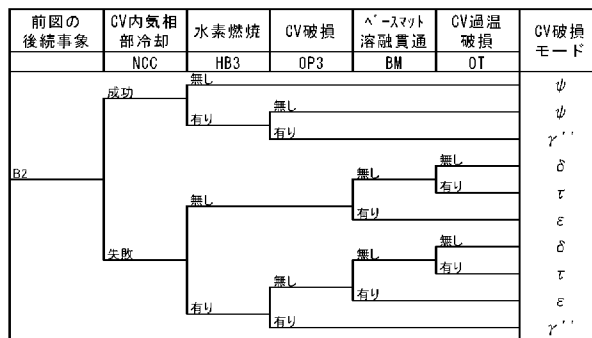 前図の後続事象 CV内気相部冷却 水素燃焼 CV破損 ベースマット溶融貫通 CV過温破損 CV破損モード
NCC HB3 OP3 BM OT
無し ψ
成功
無し ψ
有り
有り γ''
無し δ
B2 無し
有り τ
無し
有り ε
無し δ
失敗 無し
有り τ
無し
有り ε
有り
有り γ''